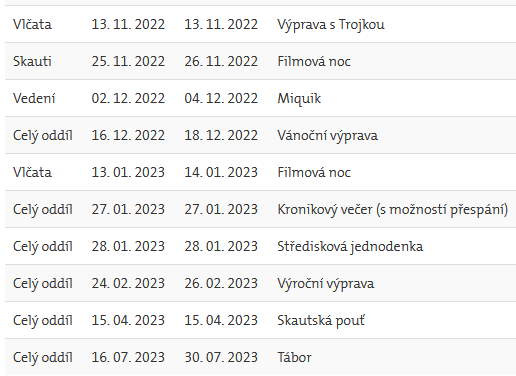 Vlčata 13. 11. 2022 13. 11. 2022 Výprava s Trojkou
Skauti 25. 11. 2022 26. 11. 2022 Filmová noc
Vedení 02. 12. 2022 04. 12. 2022 Miquik
Celý oddíl 16. 12. 2022 18. 12. 2022 Vánoční výprava
Vlčata 13. 01. 2023 14. 01. 2023 Filmová noc
Celý oddíl 27. 01. 2023 27. 01. 2023 Kronikový večer (s možností přespání)
Celý oddíl 28. 01. 2023 28. 01. 2023 Středisková jednodenka
Celý oddíl 24. 02. 2023 26. 02. 2023 Výroční výprava
Celý oddíl 15. 04. 2023 15. 04. 2023 Skautská pouť
Celý oddíl 16. 07. 2023 30. 07. 2023 Tábor